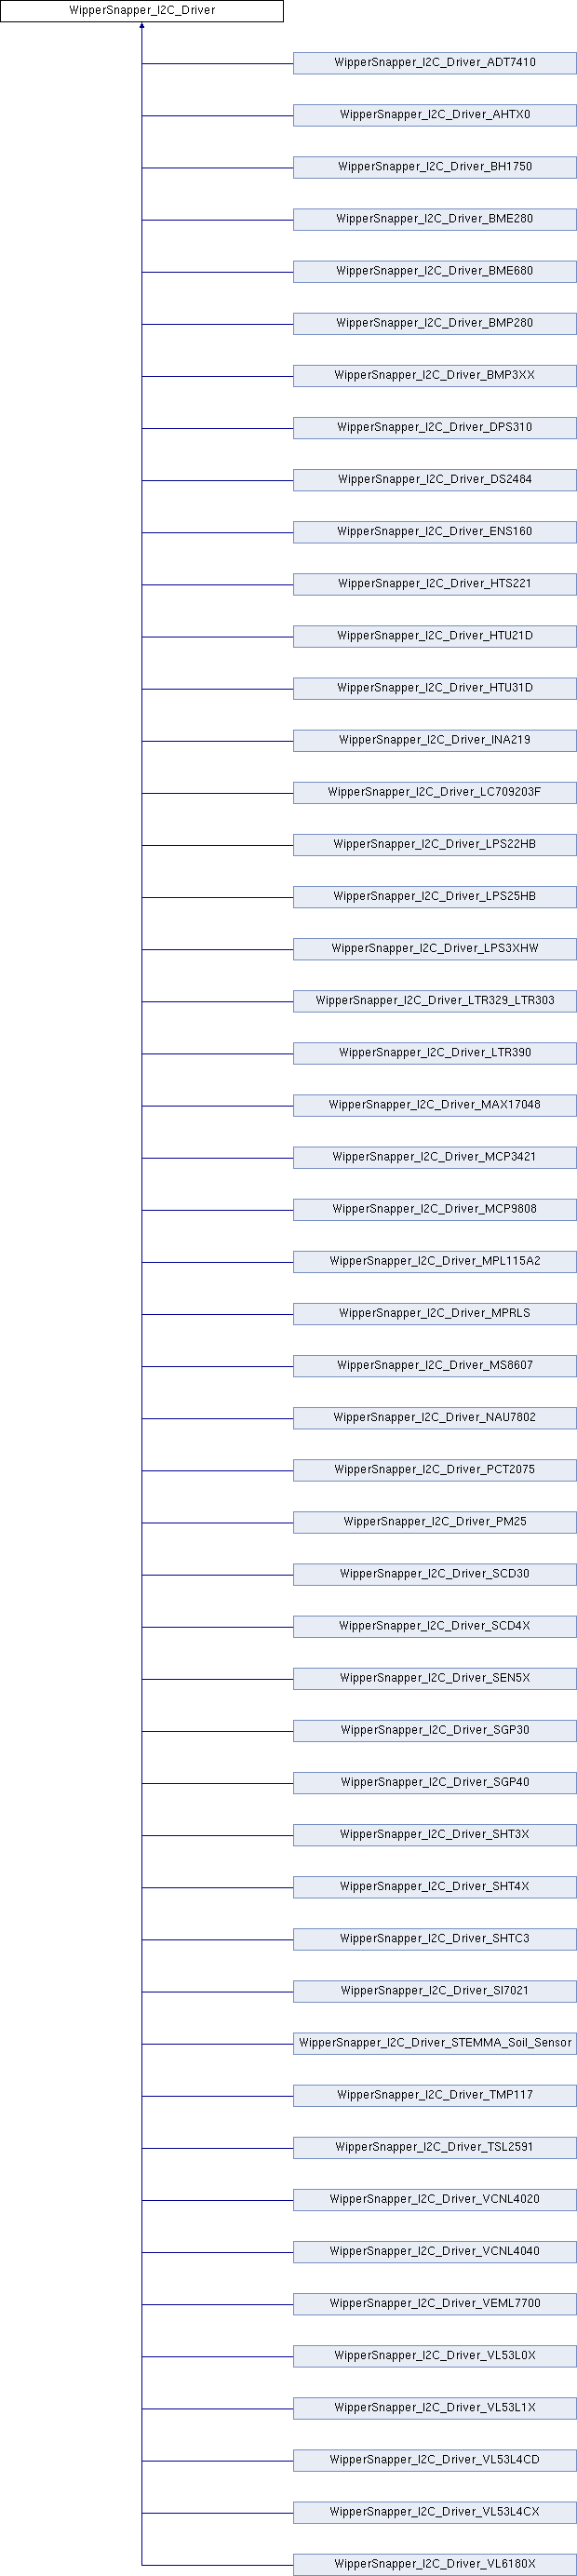 WipperSnapper_I2C_Driver
WipperSnapper_I2C_Driver_ADT7410
WipperSnapper_I2C_Driver_AHTX0
WipperSnapper_I2C_Driver_BH1750
WipperSnapper_I2C_Driver_BME280
WipperSnapper_I2C_Driver_BME680
WipperSnapper_I2C_Driver_BMP280
WipperSnapper_I2C_Driver_BMP3XX
WipperSnapper_I2C_Driver_DPS310
WipperSnapper_I2C_Driver_DS2484
WipperSnapper_I2C_Driver_ENS160
WipperSnapper_I2C_Driver_HTS221
WipperSnapper_I2C_Driver_HTU21D
WipperSnapper_I2C_Driver_HTU31D
WipperSnapper_I2C_Driver_INA219
WipperSnapper_I2C_Driver_LC709203F
WipperSnapper_I2C_Driver_LPS22HB
WipperSnapper_I2C_Driver_LPS25HB
WipperSnapper_I2C_Driver_LPS3XHW
WipperSnapper_I2C_Driver_LTR329_LTR303
WipperSnapper_I2C_Driver_LTR390
WipperSnapper_I2C_Driver_MAX17048
WipperSnapper_I2C_Driver_MCP3421
WipperSnapper_I2C_Driver_MCP9808
WipperSnapper_I2C_Driver_MPL115A2
WipperSnapper_I2C_Driver_MPRLS
WipperSnapper_I2C_Driver_MS8607
WipperSnapper_I2C_Driver_NAU7802
WipperSnapper_I2C_Driver_PCT2075
WipperSnapper_I2C_Driver_PM25
WipperSnapper_I2C_Driver_SCD30
WipperSnapper_I2C_Driver_SCD4X
WipperSnapper_I2C_Driver_SEN5X
WipperSnapper_I2C_Driver_SGP30
WipperSnapper_I2C_Driver_SGP40
WipperSnapper_I2C_Driver_SHT3X
WipperSnapper_I2C_Driver_SHT4X
WipperSnapper_I2C_Driver_SHTC3
WipperSnapper_I2C_Driver_SI7021
WipperSnapper_I2C_Driver_STEMMA_Soil_Sensor
WipperSnapper_I2C_Driver_TMP117
WipperSnapper_I2C_Driver_TSL2591
WipperSnapper_I2C_Driver_VCNL4020
WipperSnapper_I2C_Driver_VCNL4040
WipperSnapper_I2C_Driver_VEML7700
WipperSnapper_I2C_Driver_VL53L0X
WipperSnapper_I2C_Driver_VL53L1X
WipperSnapper_I2C_Driver_VL53L4CD
WipperSnapper_I2C_Driver_VL53L4CX
WipperSnapper_I2C_Driver_VL6180X